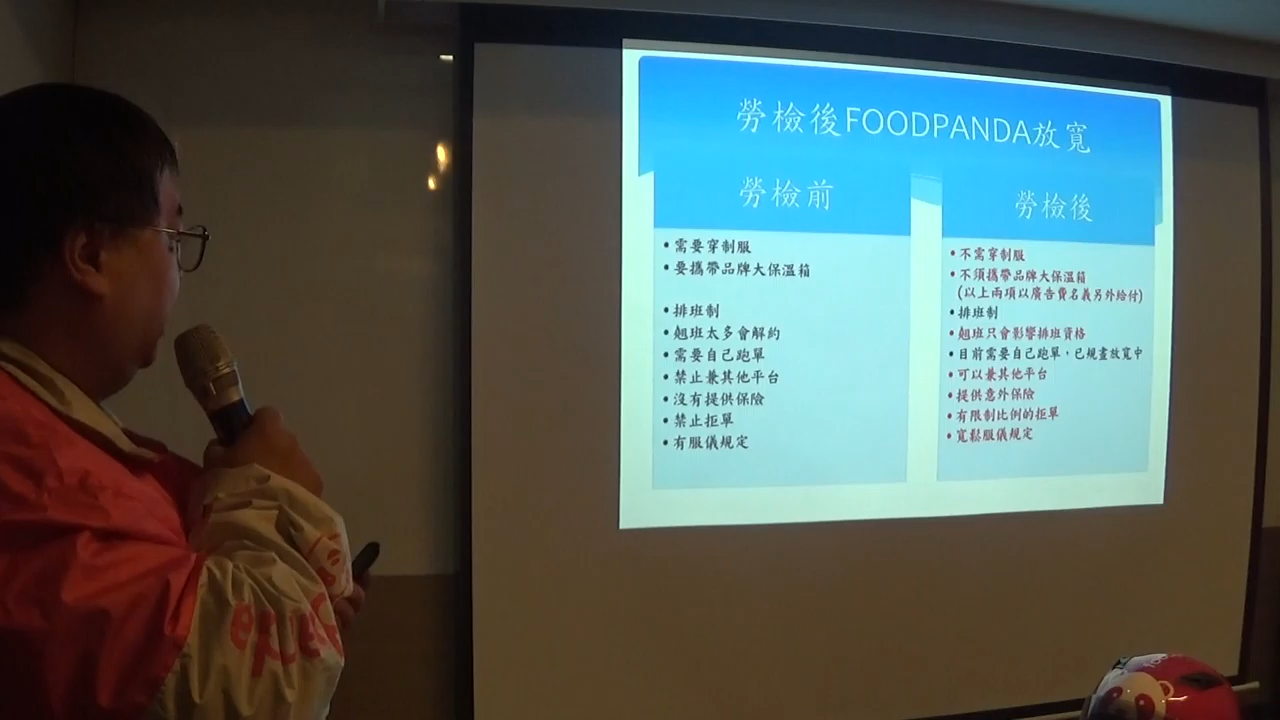 勞檢後FOODPANDA放寬
勞檢前
• 需要穿制服
• 要攜帶品牌大保溫箱
• 排班制
• 翹班太多會解約
• 需要自己跑單
• 禁止兼其他平台
• 沒有提供保險
• 禁止拒單
• 有服儀規定
勞檢後
• 不需穿制服
• 不須攜帶品牌大保溫箱
(以上兩項以廣告費名義另外給付)
• 排班制
• 翹班只會影響排班資格
• 目前需要自己跑單，已規畫放寬中
• 可以兼其他平台
• 提供意外保險
• 有限制比例的拒單
• 寬鬆服儀規定